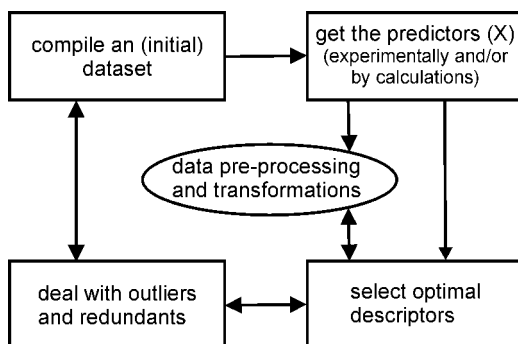 compile an (initial)
dataset
get the predictors (X)
(experimentally and/or
by calculations)
data pre-processing
and transformations
deal with outliers
and redundants
select optimal
descriptors